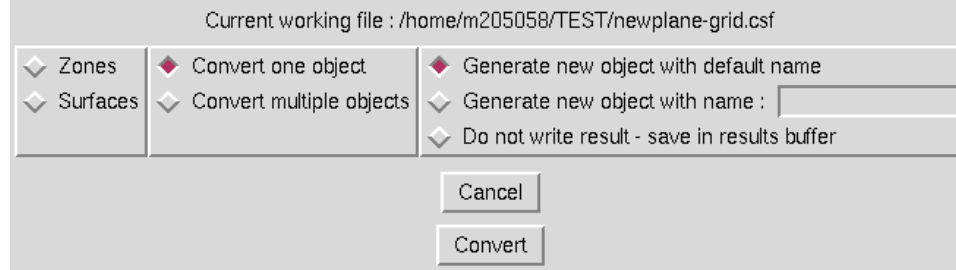 Current working file : /home/m205058/TEST/newplane-grid.csf
Zones
Surfaces
Convert one object
Convert multiple objects
Generate new object with default name
Generate new object with name :
Do not write result - save in results buffer
Cancel
Convert